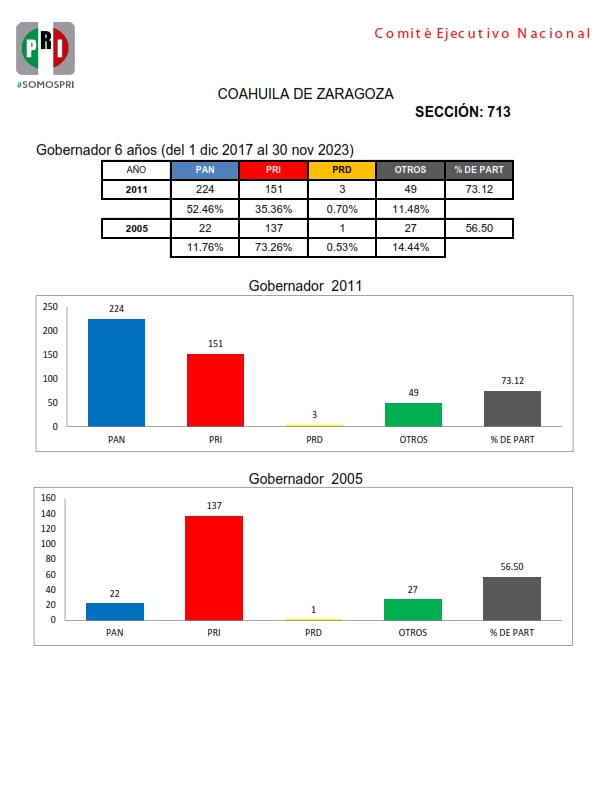 PRI
#SOMOSPRI
Comité Ejecutivo Nacional
COAHUILA DE ZARAGOZA
SECCIÓN: 713
Gobernador 6 años (del 1 dic 2017 al 30 nov 2023)
AÑO PAN PRI PRD OTROS % DE PART
2011 224 151 3 49 73.12
52.46% 35.36% 0.70% 11.48%
2005 22 137 1 27 56.50
11.76% 73.26% 0.53% 14.44%
Gobernador 2011
250
200
150
100
50
0
224
151
3
49
73.12
PAN PRI PRD OTROS % DE PART
Gobernador 2005
160
140
120
100
80
60
40
20
0
22
137
1
27
56.50
PAN PRI PRD OTROS % DE PART